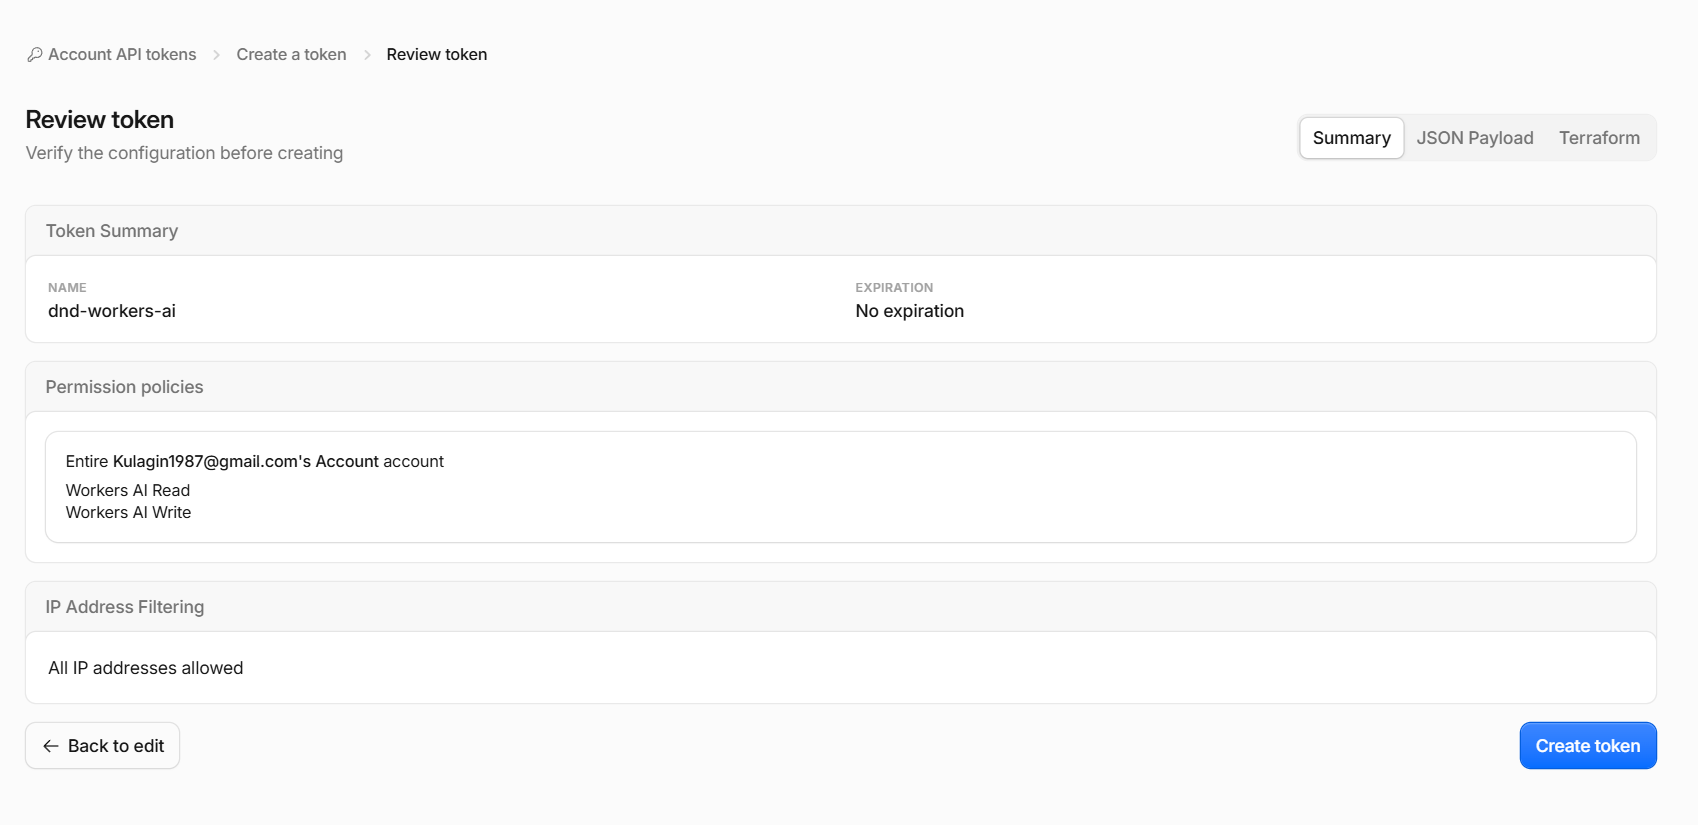 Account API tokens > Create a token > Review token
Review token
Verify the configuration before creating
Summary JSON Payload Terraform
Token Summary
NAME EXPIRATION
dnd-workers-ai No expiration
Permission policies
Entire Kulagin1987@gmail.com's Account account
Workers AI Read
Workers AI Write
IP Address Filtering
All IP addresses allowed
← Back to edit Create token